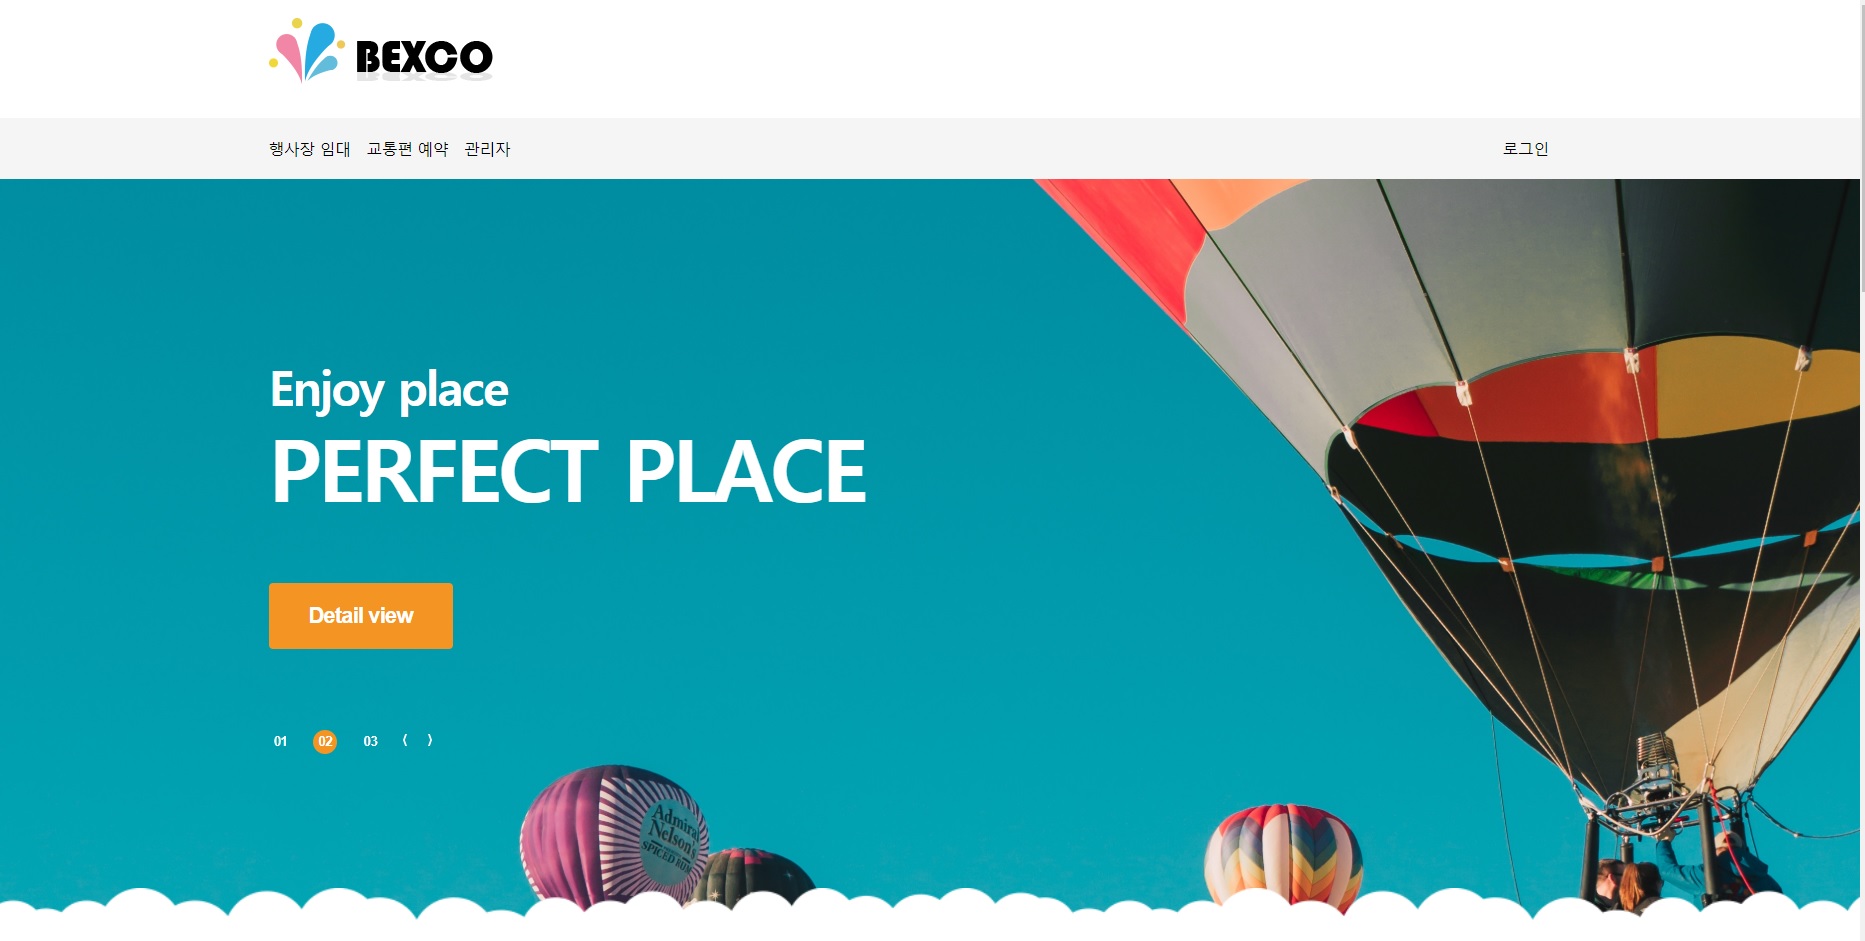 BEXCO
행사장 임대 교통편 예약 관리자 로그인
Enjoy place
PERFECT PLACE
Detail view
01 02 03 ⟨ ⟩
Admiral
Nelson's
SPICED RUM